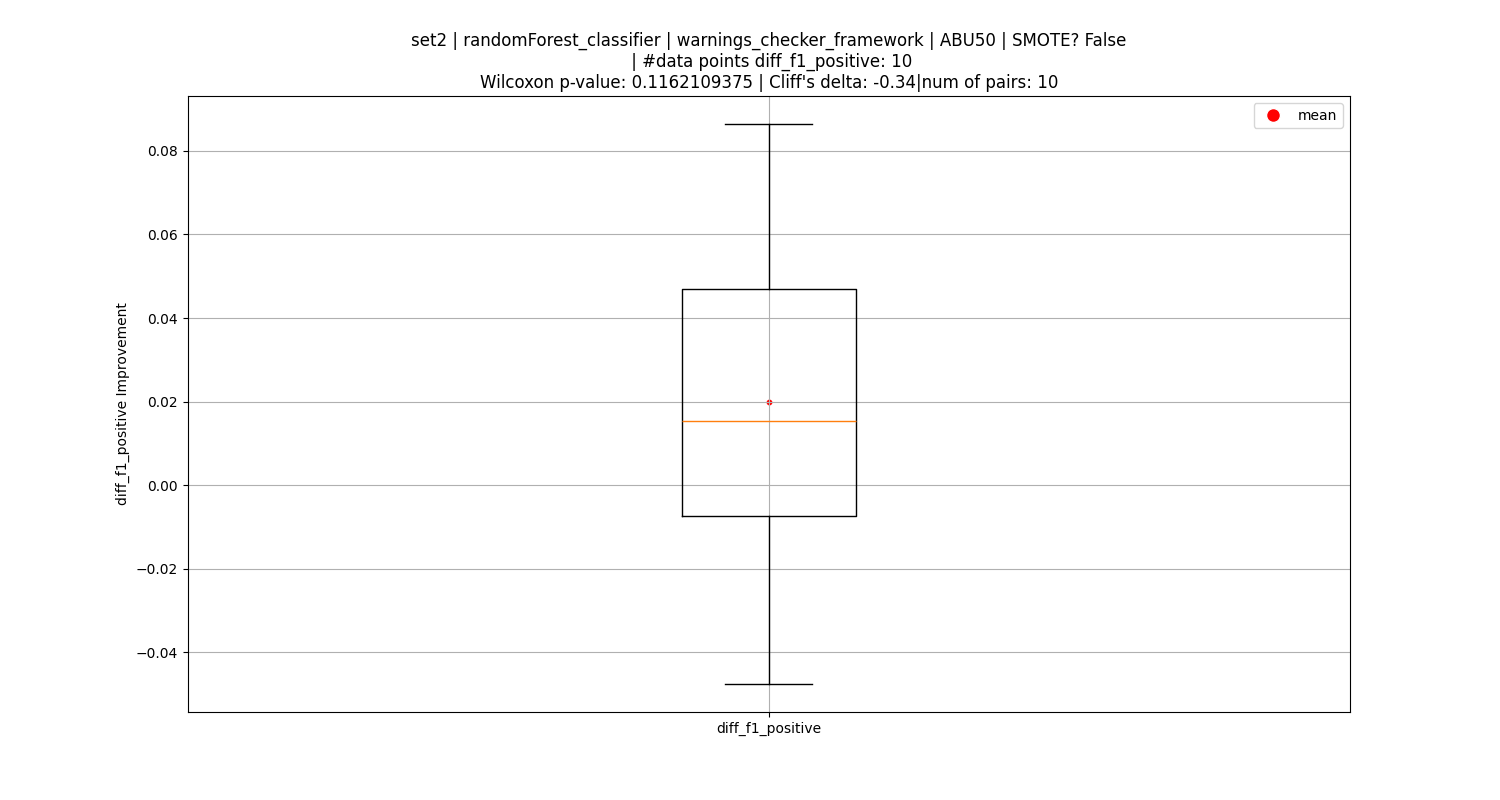 set2 | randomForest_classifier | warnings_checker_framework | ABU50 | SMOTE? False
| #data points diff_f1_positive: 10
Wilcoxon p-value: 0.1162109375 | Cliff's delta: -0.34|num of pairs: 10
mean
0.08
0.06
0.04
0.02
0.00
−0.02
−0.04
diff_f1_positive Improvement
diff_f1_positive